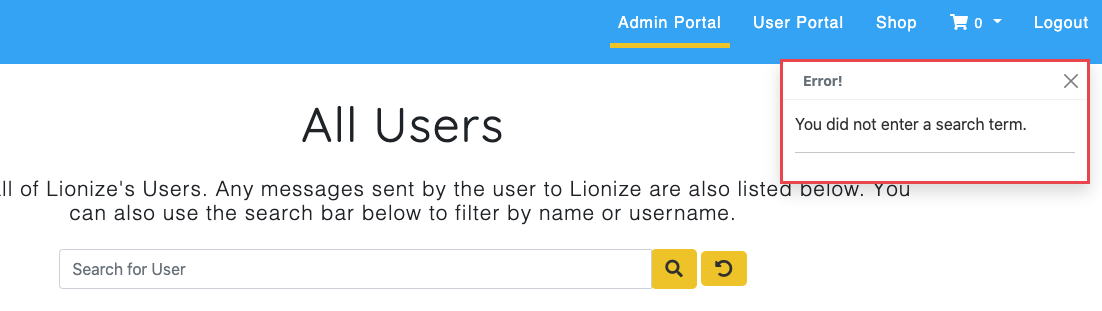 Admin Portal User Portal Shop 0 Logout
Error!
You did not enter a search term.
All Users
ll of Lionize's Users. Any messages sent by the user to Lionize are also listed below. You
can also use the search bar below to filter by name or username.
Search for User